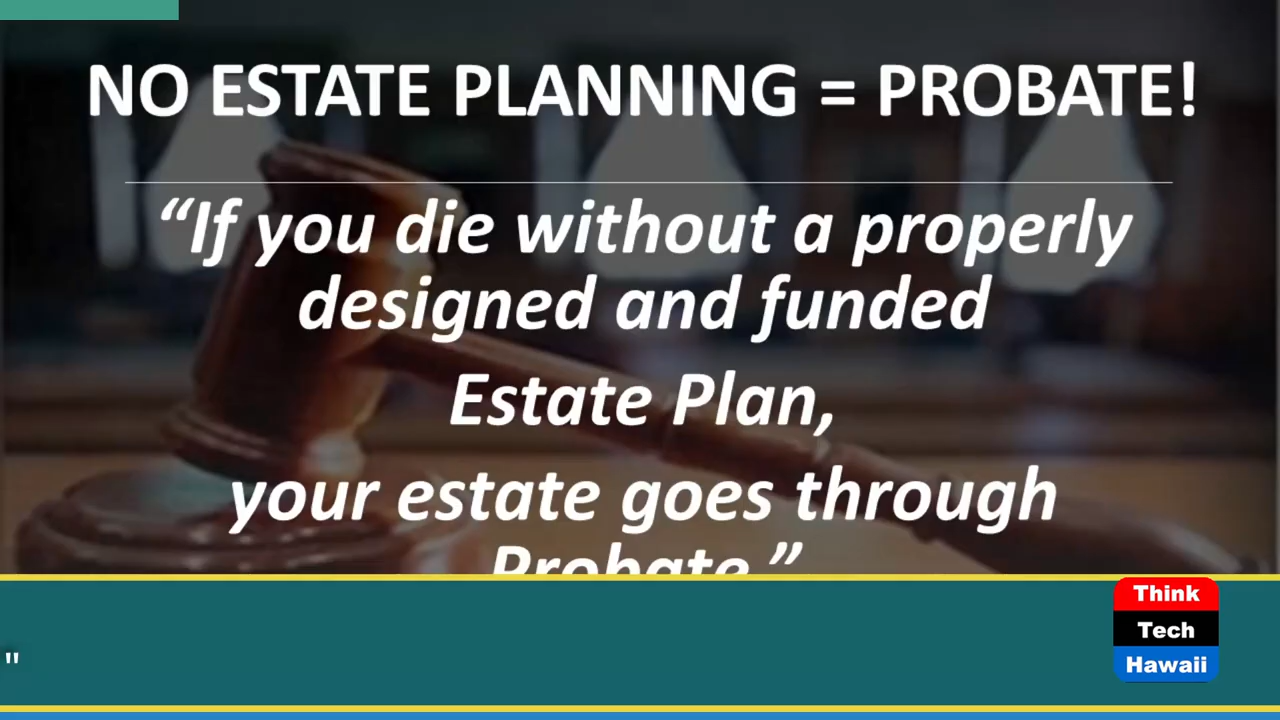 NO ESTATE PLANNING = PROBATE!
“If you die without a properly
designed and funded
Estate Plan,
your estate goes through
Probate.”
"
Think
Tech
Hawaii